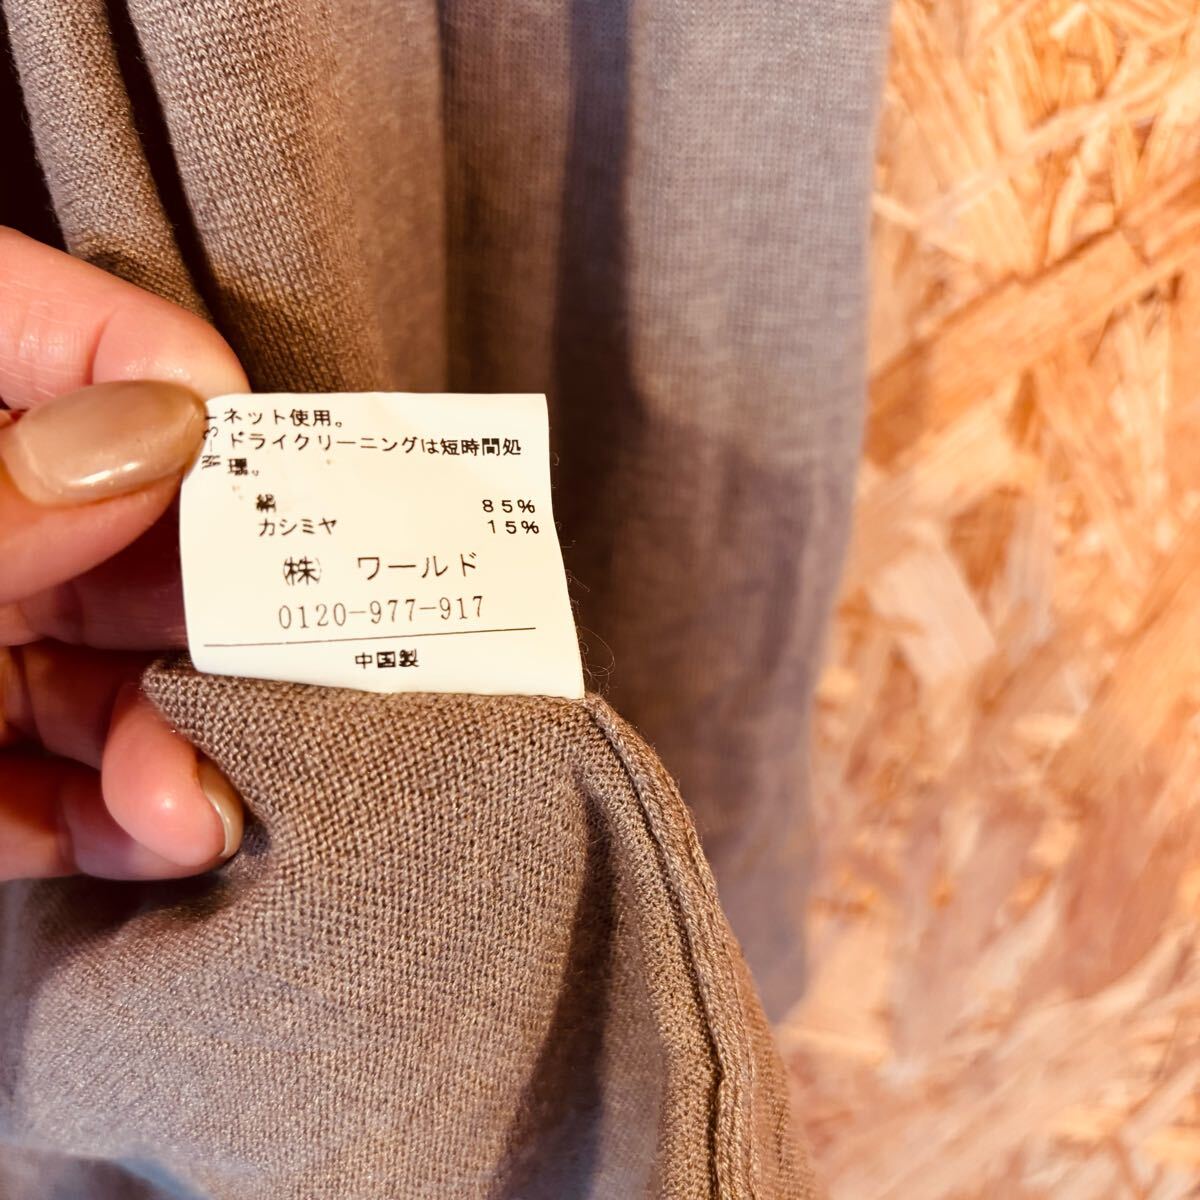 ネット使用。
ドライクリーニングは短時間処
理。
絹 85%
カシミヤ 15%
㈱ ワールド
0120-977-917
中国製